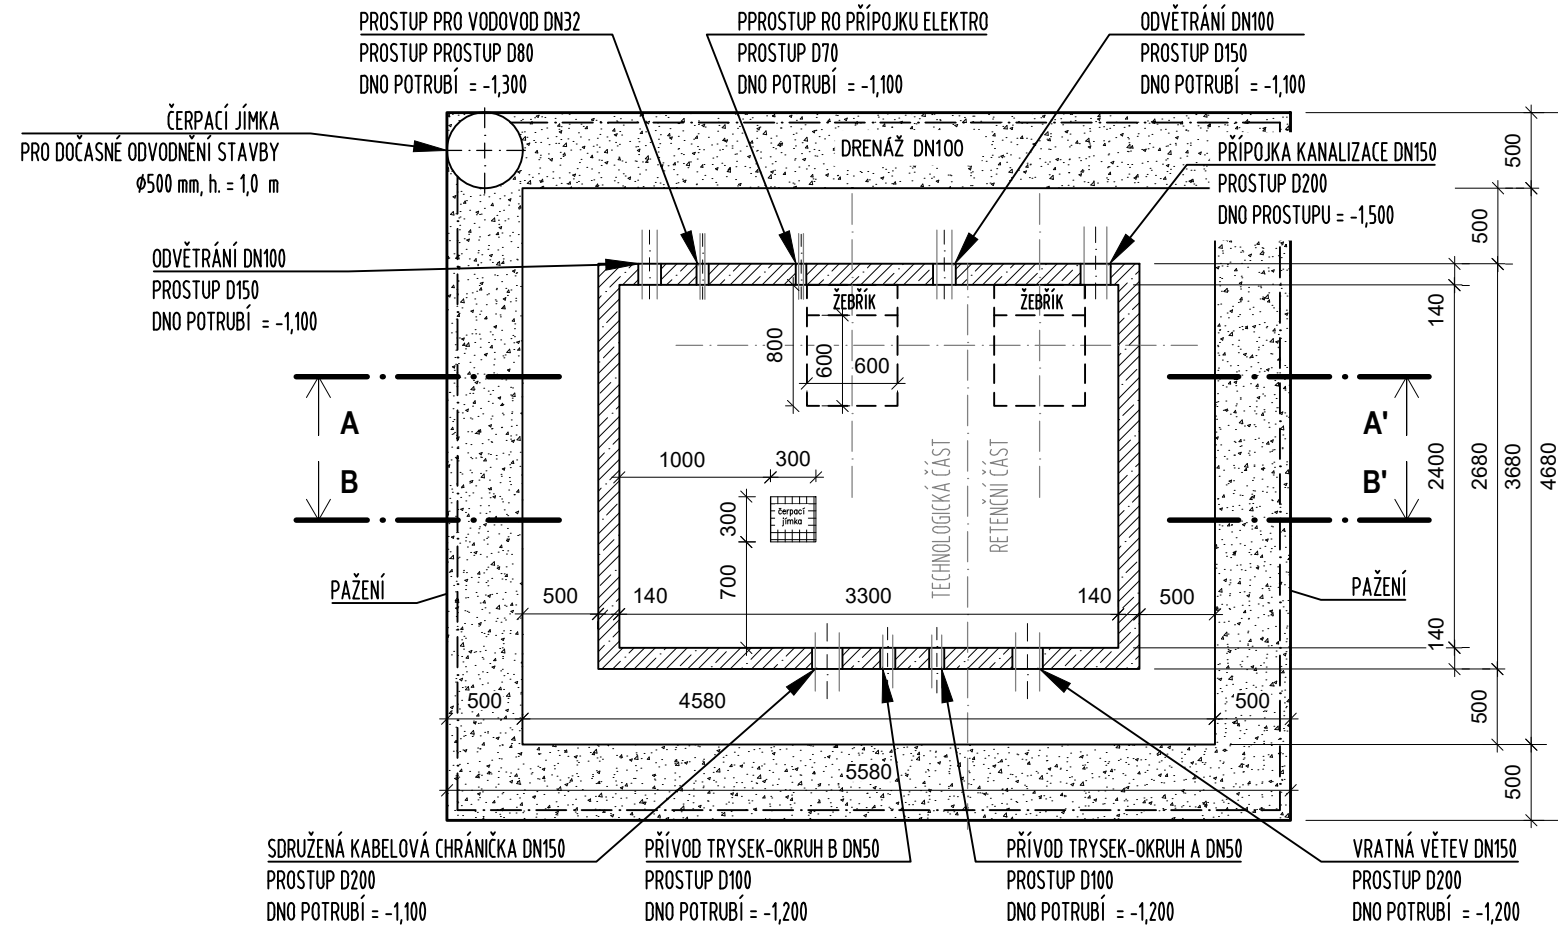 PROSTUP PRO VODOVOD DN32
PROSTUP PROSTUP D80
DNO POTRUBÍ = -1,300
PPROSTUP RO PŘÍPOJKU ELEKTRO
PROSTUP D70
DNO POTRUBÍ = -1,100
ODVĚTRÁNÍ DN100
PROSTUP D150
DNO POTRUBÍ = -1,100
ČERPACÍ JÍMKA
PRO DOČASNÉ ODVODNĚNÍ STAVBY
φ500 mm, h. = 1,0 m
DRENÁŽ DN100
PŘÍPOJKA KANALIZACE DN150
PROSTUP D200
DNO PROSTUPU = -1,500
ODVĚTRÁNÍ DN100
PROSTUP D150
DNO POTRUBÍ = -1,100
ŽEBŘÍK
ŽEBŘÍK
800
600
600
A
B
A'
B'
1000
300
300
700
čerpací
jímka
TECHNOLOGICKÁ ČÁST
RETENČNÍ ČÁST
500
500
140
2400
2680
3680
4680
140
500
500
PAŽENÍ
PAŽENÍ
500
140
3300
140
500
500
4580
500
5580
SDRUŽENÁ KABELOVÁ CHRÁNIČKA DN150
PROSTUP D200
DNO POTRUBÍ = -1,100
PŘÍVOD TRYSEK-OKRUH B DN50
PROSTUP D100
DNO POTRUBÍ = -1,200
PŘÍVOD TRYSEK-OKRUH A DN50
PROSTUP D100
DNO POTRUBÍ = -1,200
VRATNÁ VĚTEV DN150
PROSTUP D200
DNO POTRUBÍ = -1,200